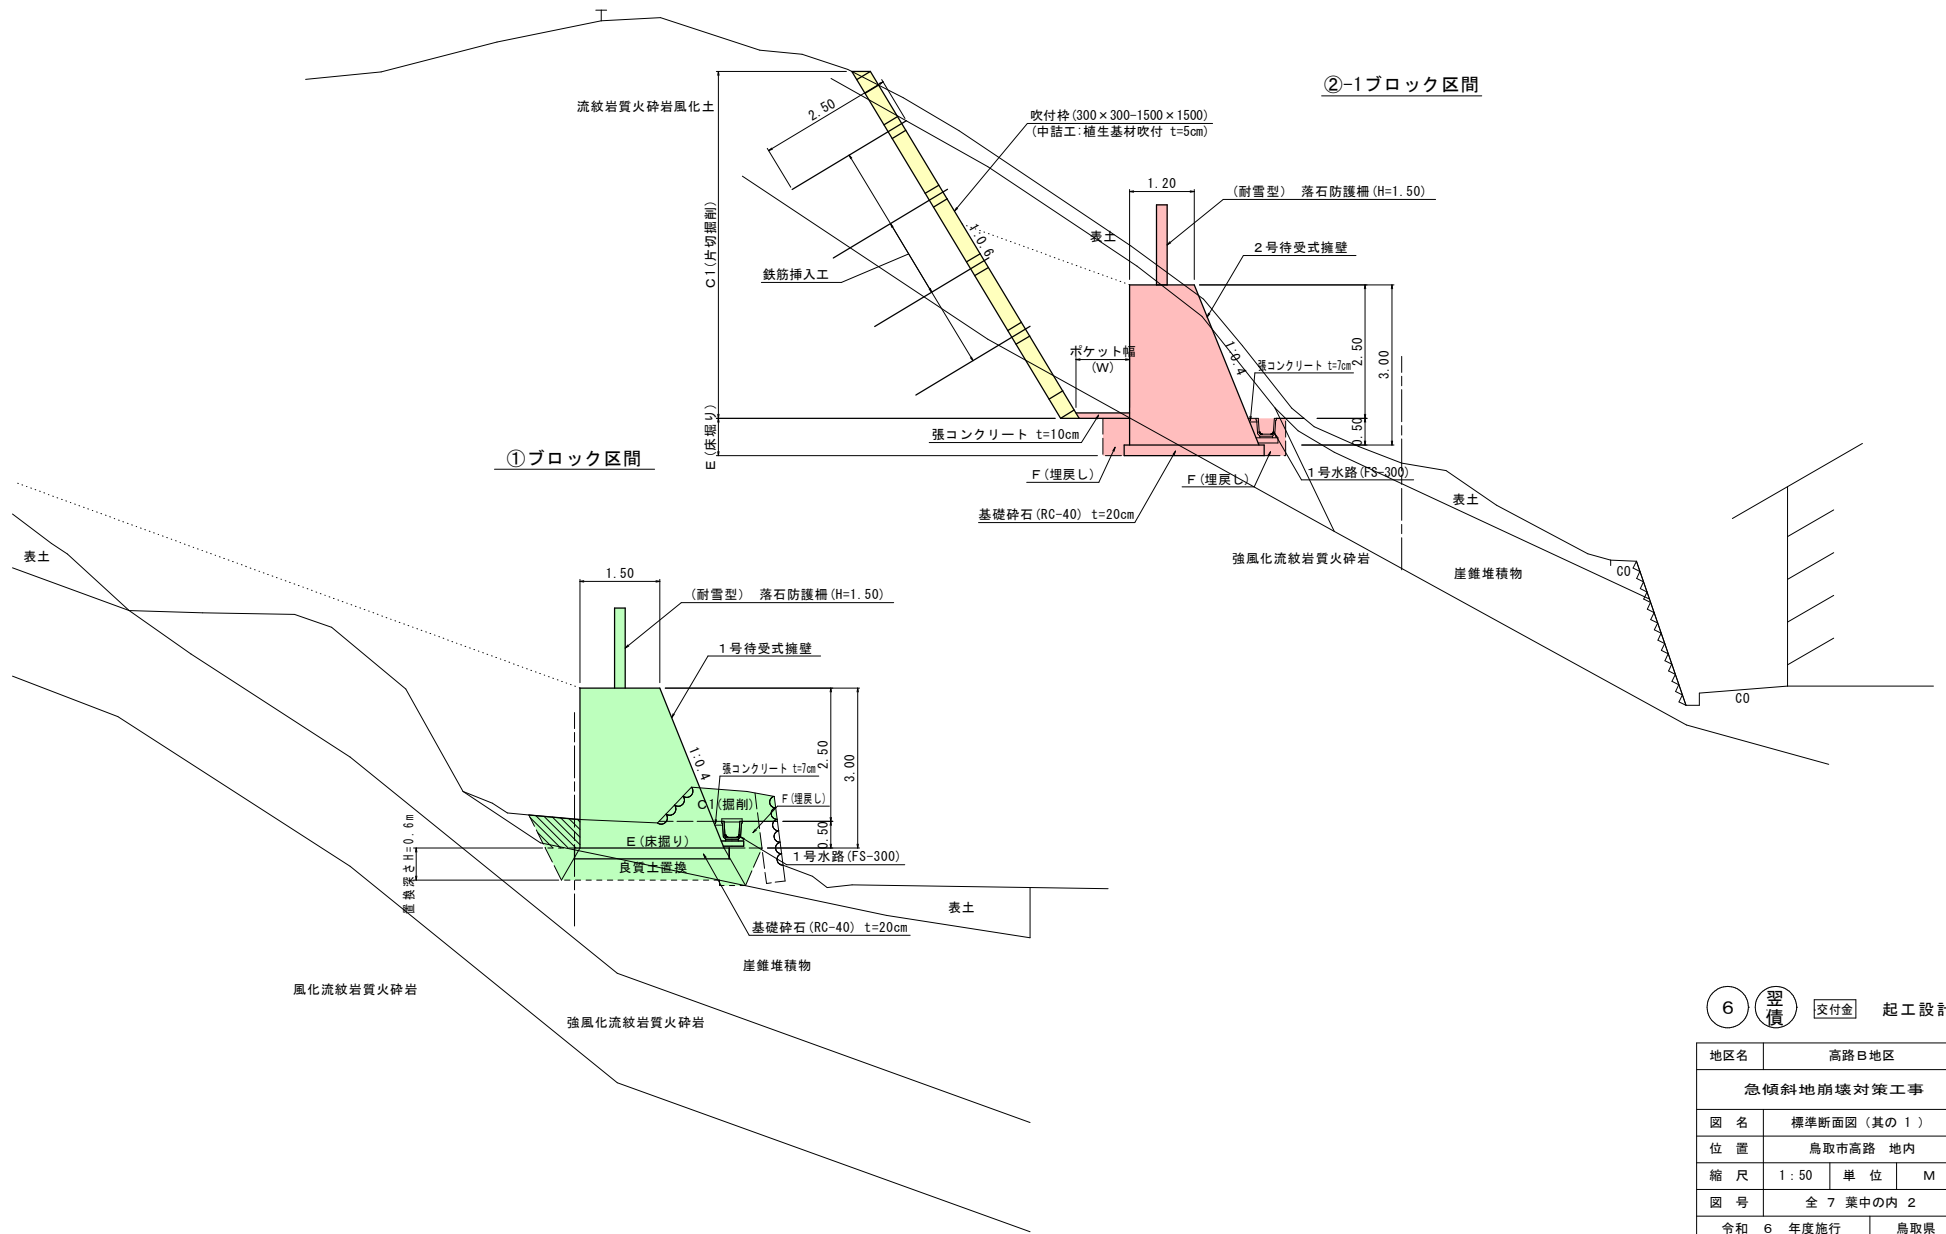 ②-1ブロック区間
流紋岩質火砕岩風化土
2.50
吹付枠(300×300-1500×1500)
(中詰工:植生基材吹付 t=5cm)
1.20
(耐雪型) 落石防護柵(H=1.50)
表土
2号待受式擁壁
C1(片切掘削)
1:0.6
鉄筋挿入工
ポケット幅
(W)
1:0.4
張コンクリート t=7cm
2.50
3.00
0.50
E(床堀り)
張コンクリート t=10cm
F(埋戻し)
F(埋戻し)
1号水路(FS-300)
基礎砕石(RC-40) t=20cm
表土
強風化流紋岩質火砕岩
崖錐堆積物
CO
CO
①ブロック区間
表土
1.50
(耐雪型) 落石防護柵(H=1.50)
1号待受式擁壁
1:0.4
張コンクリート t=7cm
2.50
3.00
C1(掘削)
F(埋戻し)
0.50
E(床掘り)
1号水路(FS-300)
良質土置換
置換深さH=0.6m
表土
基礎砕石(RC-40) t=20cm
崖錐堆積物
風化流紋岩質火砕岩
強風化流紋岩質火砕岩
6 翌債 交付金 起工設計
地区名 高路B地区
急傾斜地崩壊対策工事
図 名 標準断面図(其の 1 )
位 置 鳥取市高路 地内
縮 尺 1:50 単 位 M
図 号 全 7 葉中の内 2
令和 6 年度施行 鳥取県